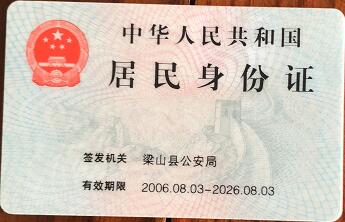 中华人民共和国
居民身份证
签发机关 梁山县公安局
有效期限 2006.08.03-2026.08.03